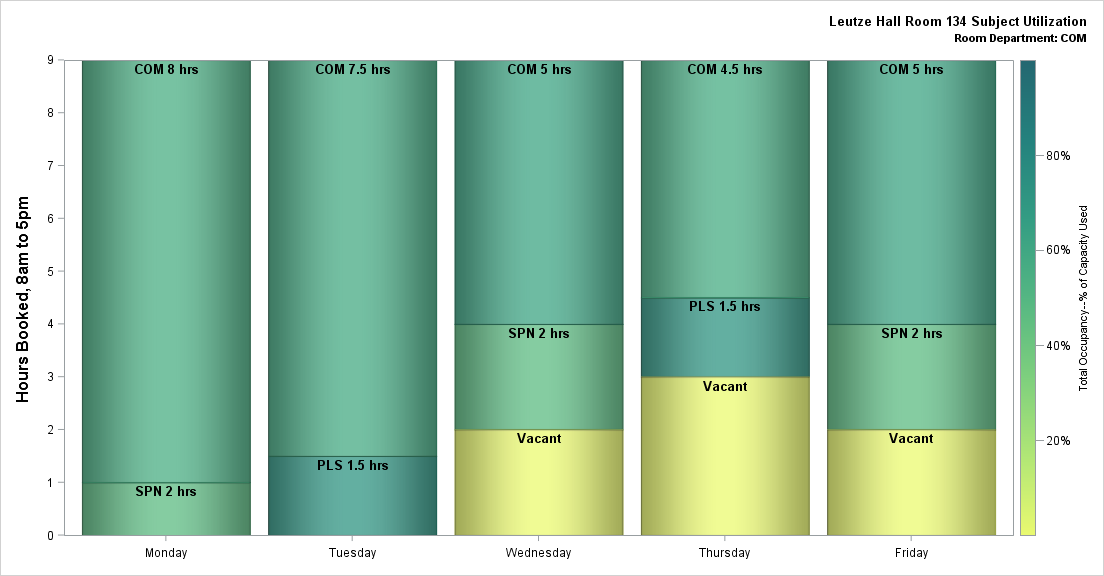 Leutze Hall Room 134 Subject Utilization
Room Department: COM
Hours Booked, 8am to 5pm
9
8
7
6
5
4
3
2
1
0
COM 8 hrs
SPN 2 hrs
COM 7.5 hrs
PLS 1.5 hrs
COM 5 hrs
SPN 2 hrs
Vacant
COM 4.5 hrs
PLS 1.5 hrs
Vacant
COM 5 hrs
SPN 2 hrs
Vacant
Monday
Tuesday
Wednesday
Thursday
Friday
80%
60%
40%
20%
Total Occupancy--% of Capacity Used